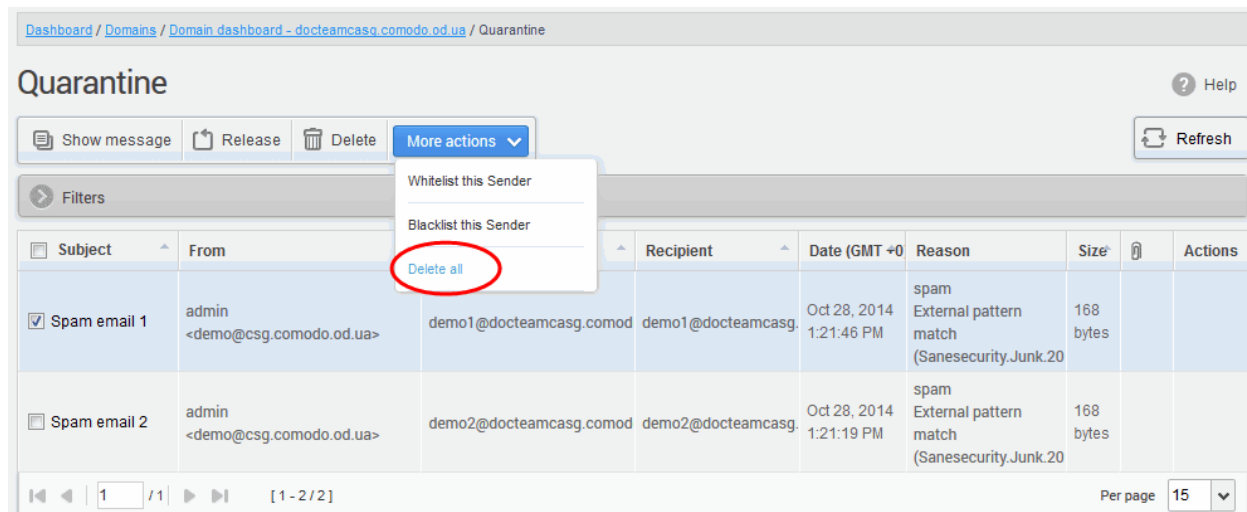 Dashboard / Domains / Domain dashboard - docteamcasg.comodo.od.ua / Quarantine
Quarantine
Help
Show message Release Delete More actions Refresh
Whitelist this Sender
Filters
Blacklist this Sender
Delete all
Subject From Recipient Date (GMT +0 Reason Size Actions
Spam email 1
admin
<demo@csg.comodo.od.ua>
demo1@docteamcasg.comod demo1@docteamcasg.
Oct 28, 2014
1:21:46 PM
spam
External pattern
match
(Sanesecurity.Junk.20
168
bytes
Spam email 2
admin
<demo@csg.comodo.od.ua>
demo2@docteamcasg.comod demo2@docteamcasg.
Oct 28, 2014
1:21:19 PM
spam
External pattern
match
(Sanesecurity.Junk.20
168
bytes
1 / 1 [ 1 - 2 / 2 ] Per page 15